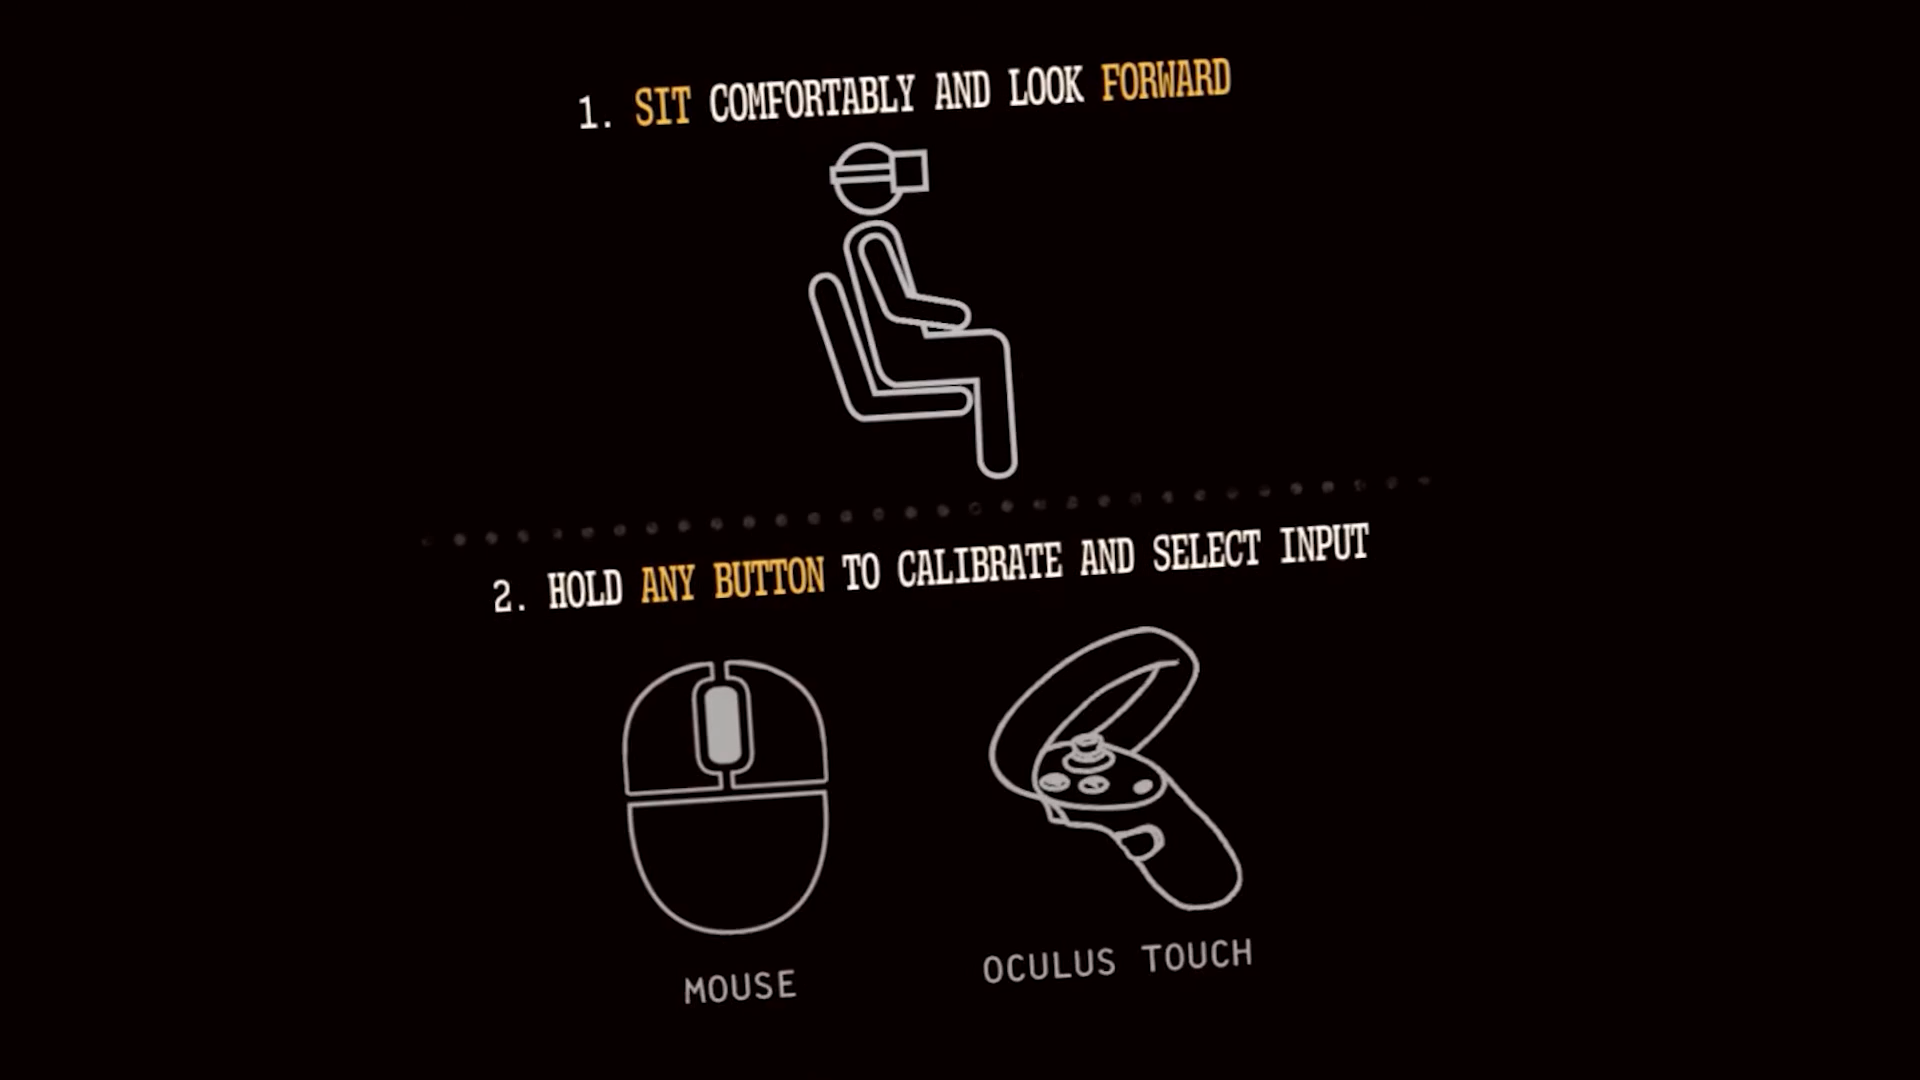 1. SIT COMFORTABLY AND LOOK FORWARD
2. HOLD ANY BUTTON TO CALIBRATE AND SELECT INPUT
MOUSE
OCULUS TOUCH